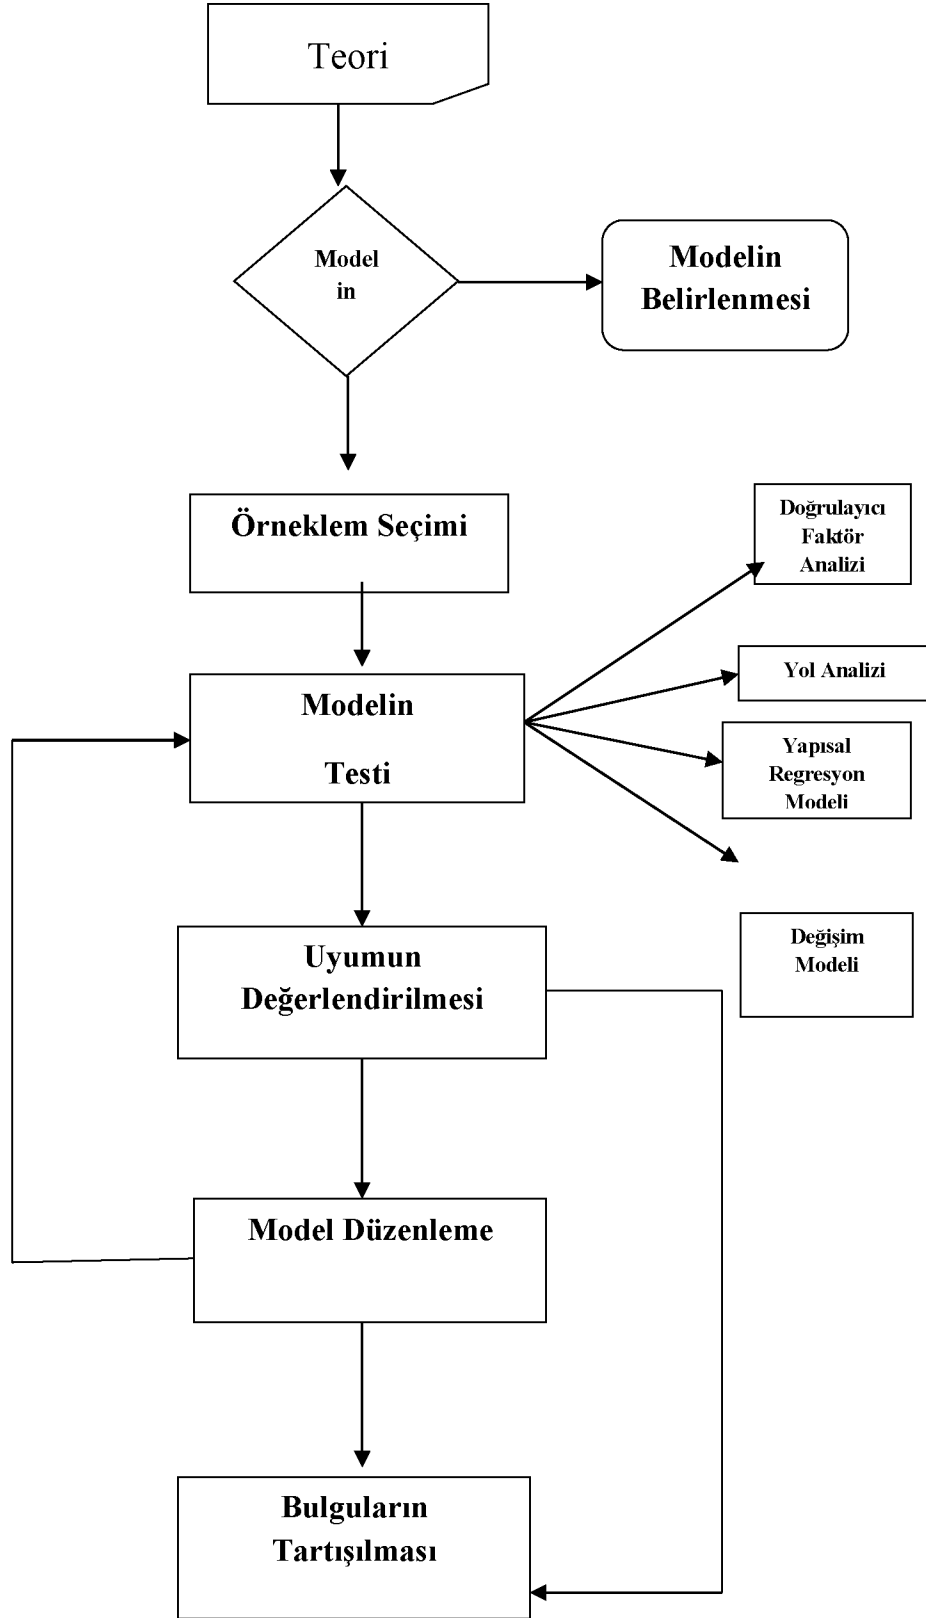 Teori
Model
in
Modelin
Belirlenmesi
Örneklem Seçimi
Doğrulayıcı
Faktör
Analizi
Yol Analizi
Modelin
Testi
Yapısal
Regresyon
Modeli
Uyumun
Değerlendirilmesi
Değişim
Modeli
Model Düzenleme
Bulguların
Tartışılması